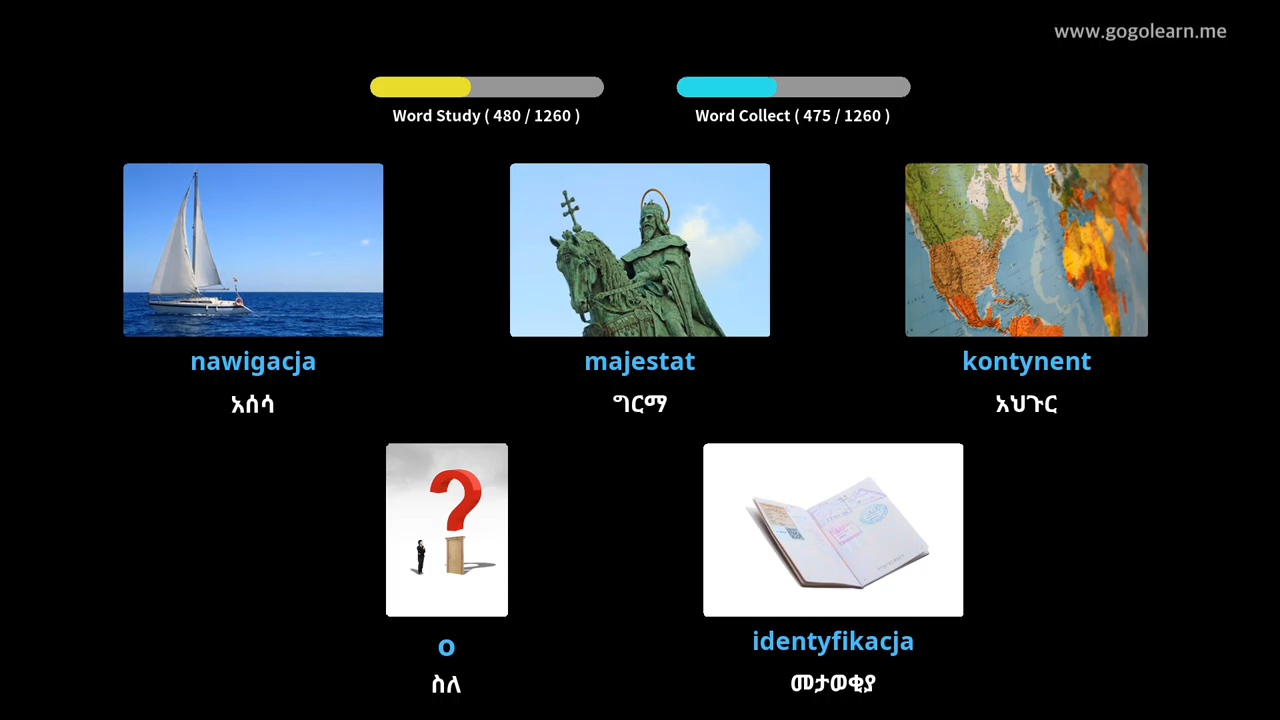 www.gogolearn.me
Word Study ( 480 / 1260 )
Word Collect ( 475 / 1260 )
nawigacja
majestat
kontynent
አሰሳ
ግርማ
አህጉር
o
identyfikacja
ስለ
መታወቂያ